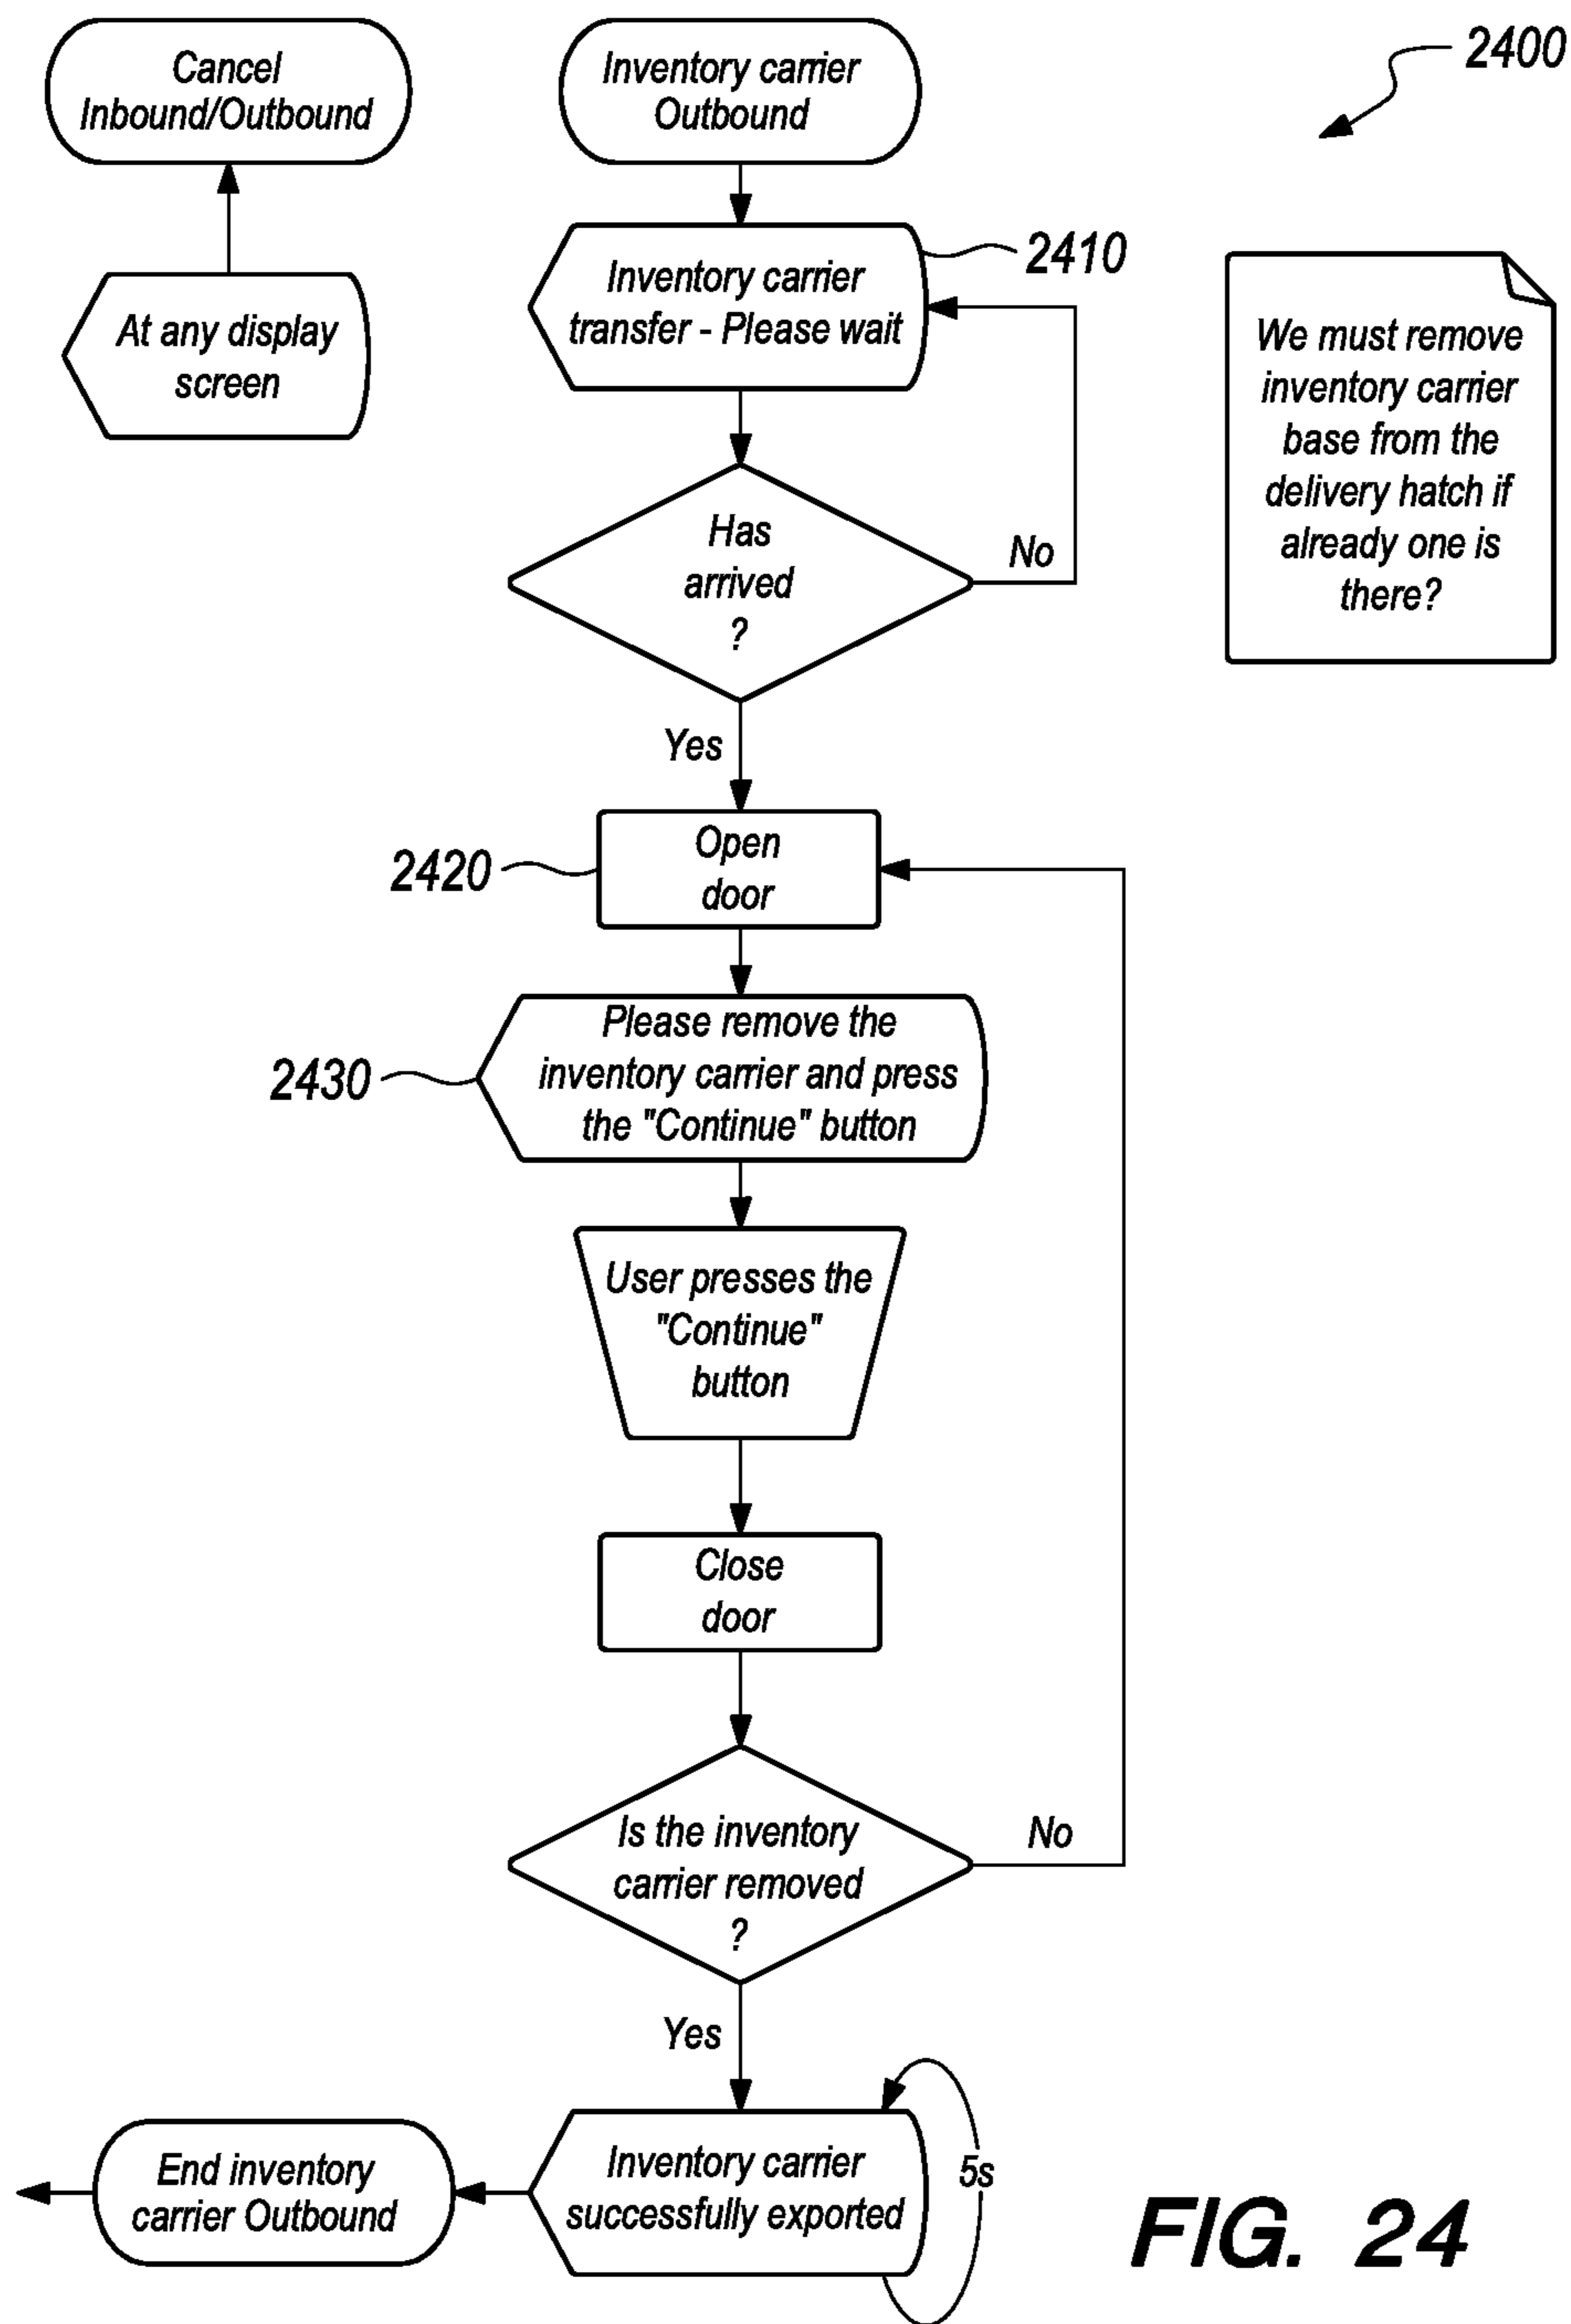 Cancel
Inbound/Outbound
Inventory carrier
Outbound
2400
At any display
screen
Inventory carrier
transfer - Please wait
2410
We must remove
inventory carrier
base from the
delivery hatch if
already one is
there?
Has
arrived
?
No
Yes
Open
door
2420
Please remove the
inventory carrier and press
the "Continue" button
2430
User presses the
"Continue"
button
Close
door
Is the inventory
carrier removed
?
No
Yes
End inventory
carrier Outbound
Inventory carrier
successfully exported
5s
FIG. 24